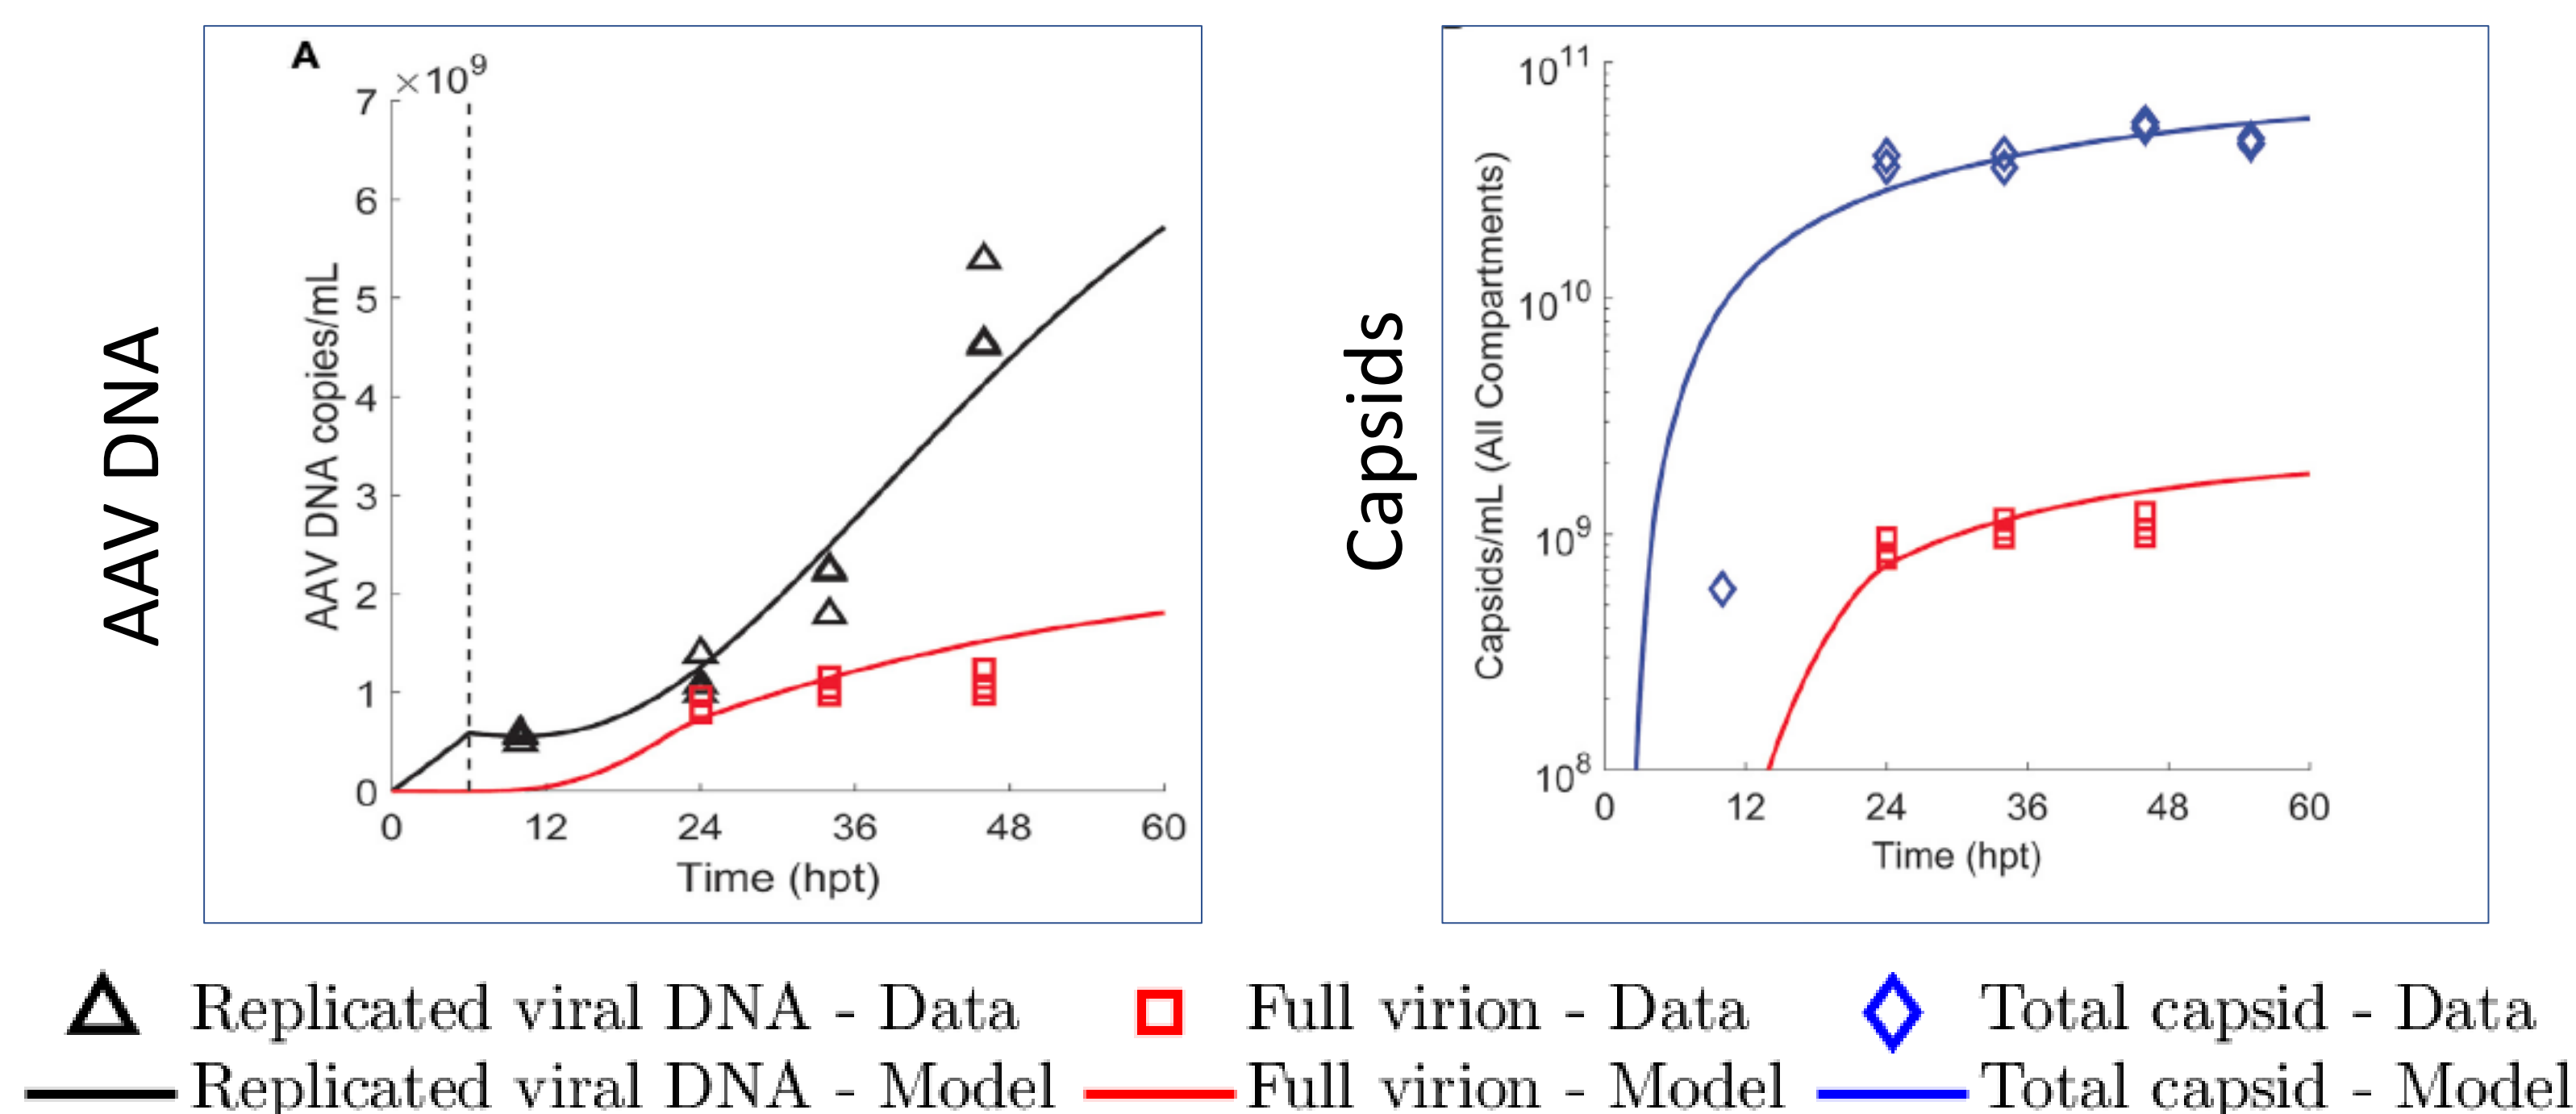 AAV DNA
A
×10⁹
7
6
5
4
3
2
1
0
AAV DNA copies/mL
0 12 24 36 48 60
Time (hpt)
Capsids
10¹¹
10¹⁰
10⁹
10⁸
Capsids/mL (All Compartments)
0 12 24 36 48 60
Time (hpt)
Replicated viral DNA - Data
Full virion - Data
Total capsid - Data
Replicated viral DNA - Model
Full virion - Model
Total capsid - Model